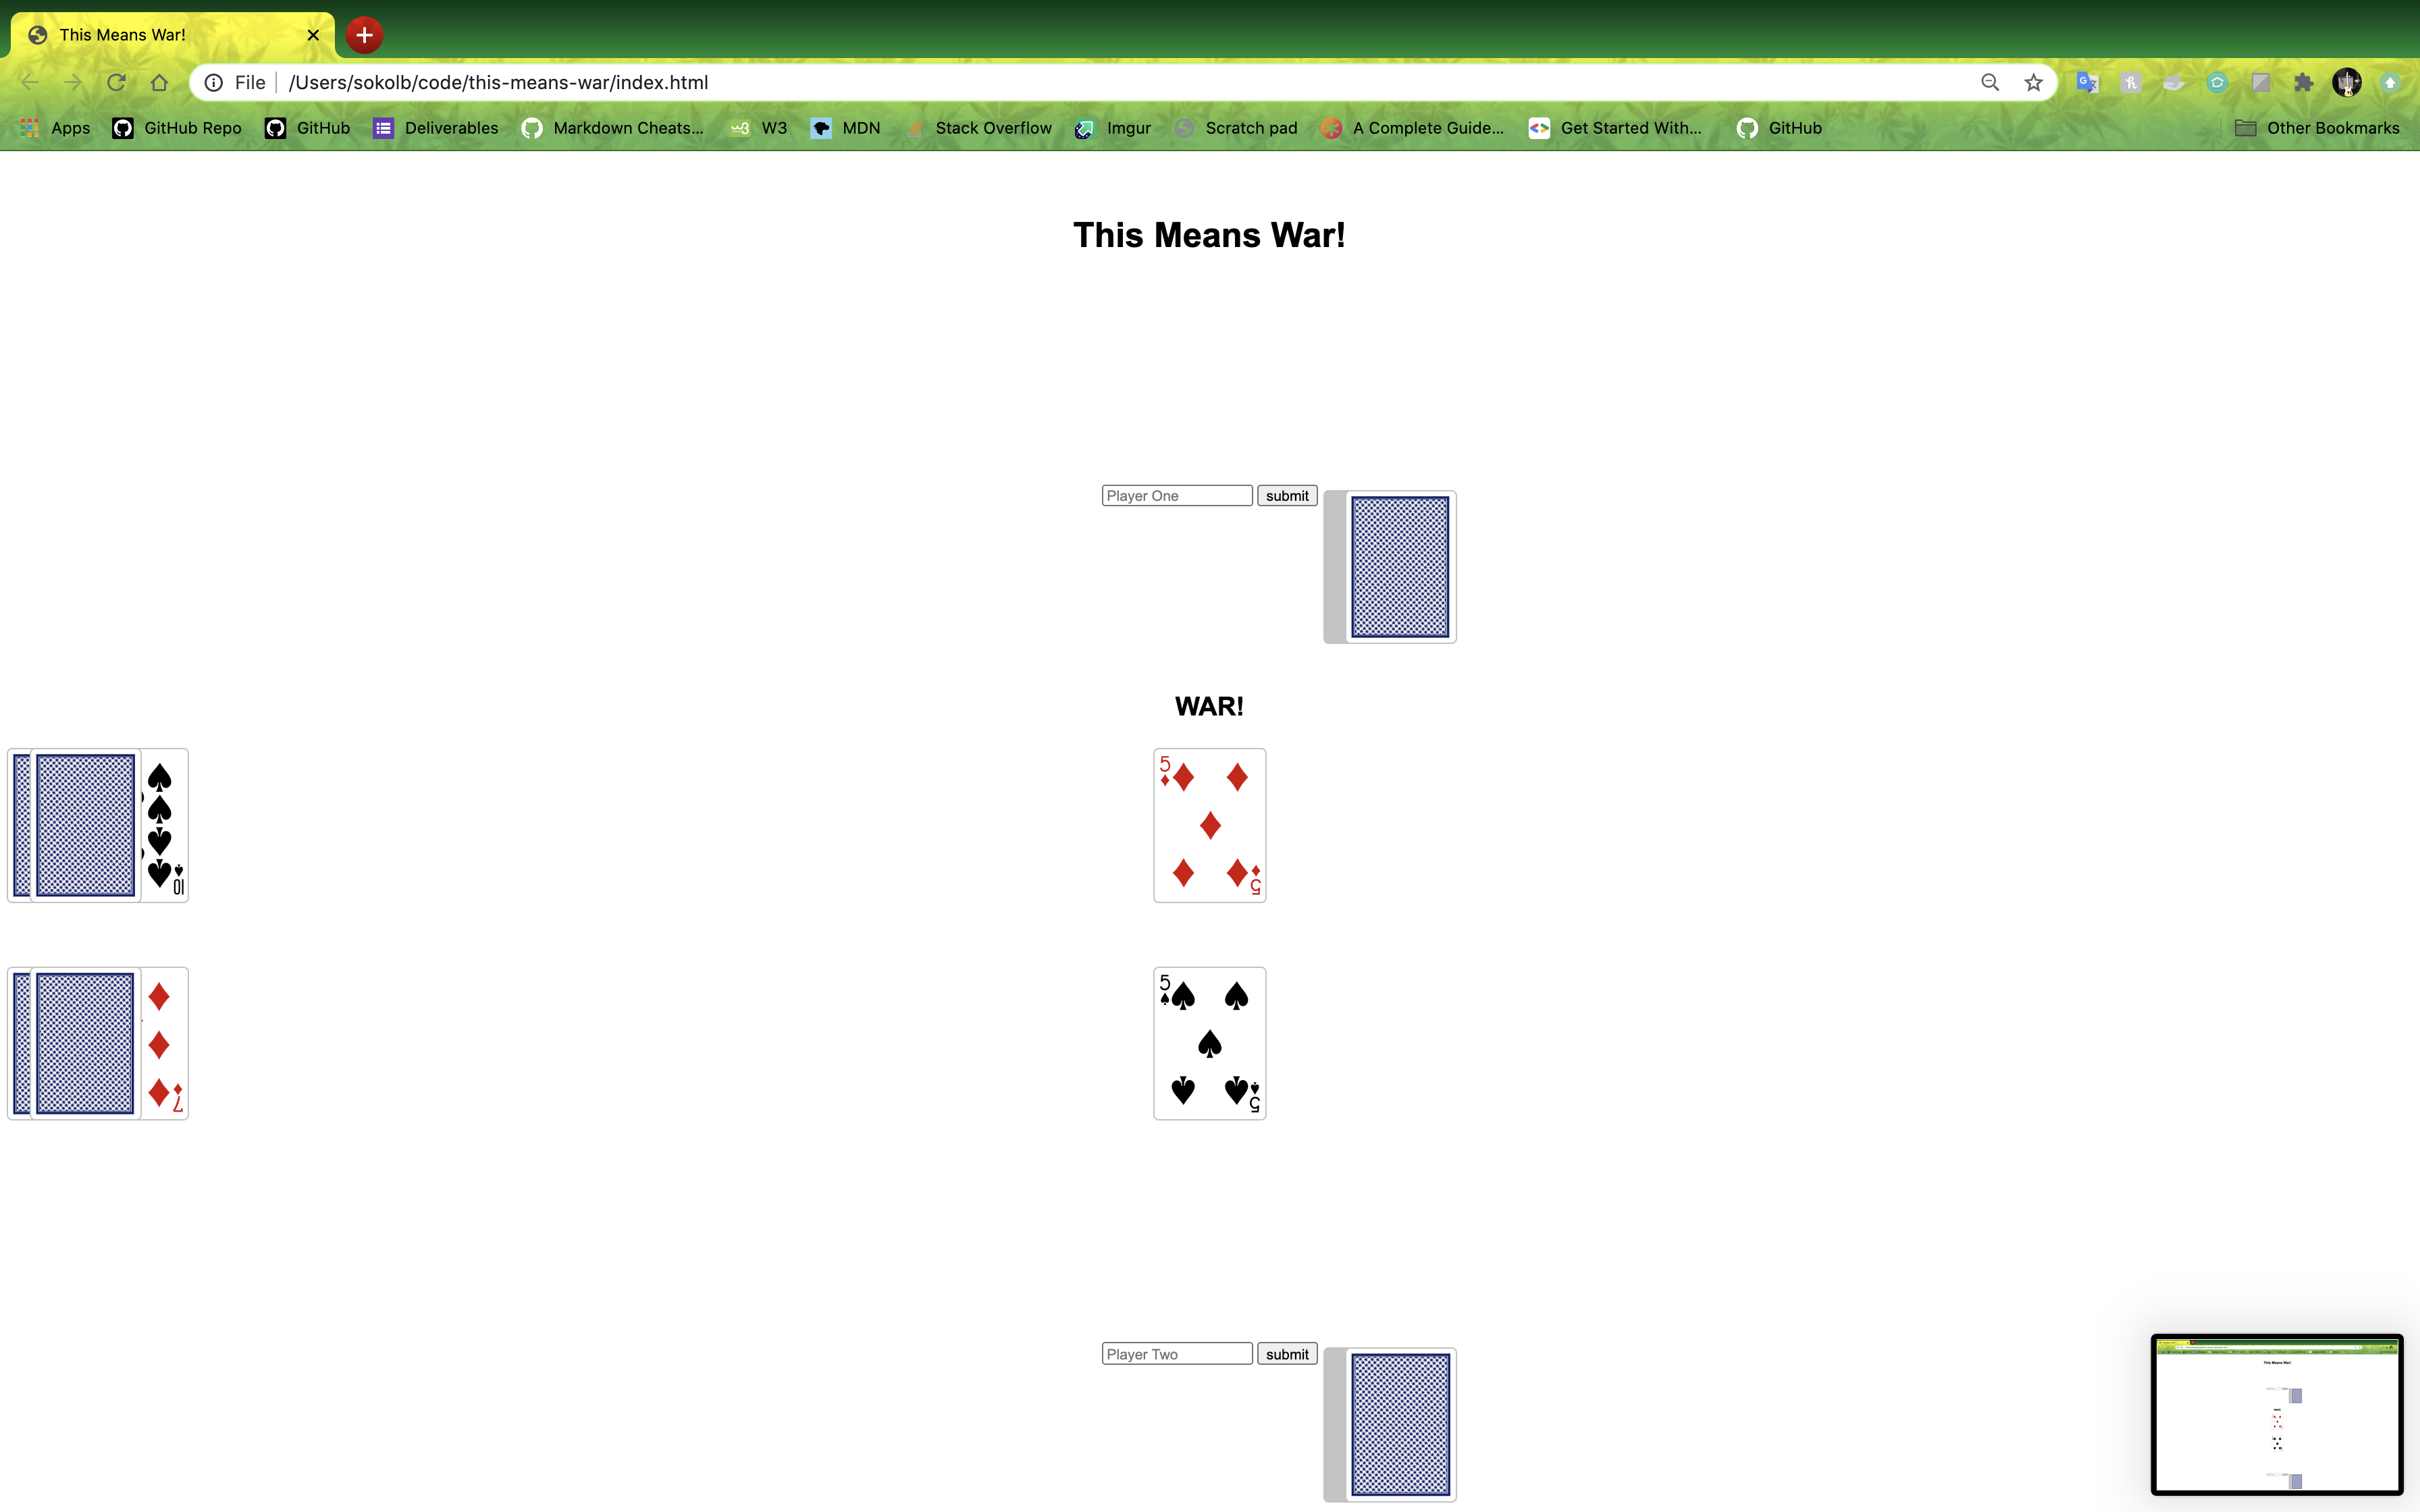 This Means War!
File /Users/sokolb/code/this-means-war/index.html
Apps GitHub Repo GitHub Deliverables Markdown Cheats... W3 MDN Stack Overflow Imgur Scratch pad A Complete Guide... Get Started With... GitHub Other Bookmarks
This Means War!
Player One submit
WAR!
10
5
5
7
5
5
Player Two submit